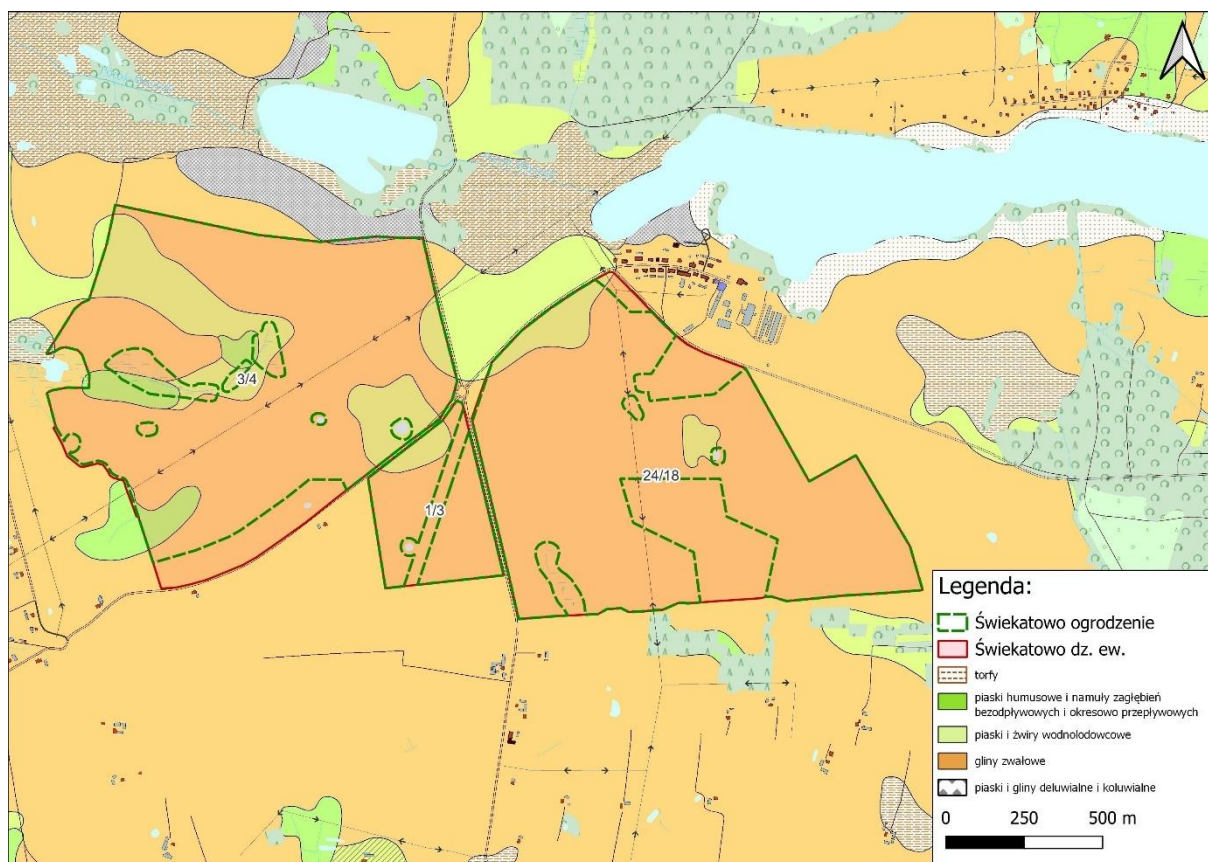 3/4
1/3
24/18
Legenda:
Świekatowo ogrodzenie
Świekatowo dz. ew.
torfy
piaski humusowe i namuły zagłębień
bezodpływowych i okresowo przepływowych
piaski i żwiry wodnolodowcowe
gliny zwałowe
piaski i gliny deluwialne i koluwialne
0 250 500 m